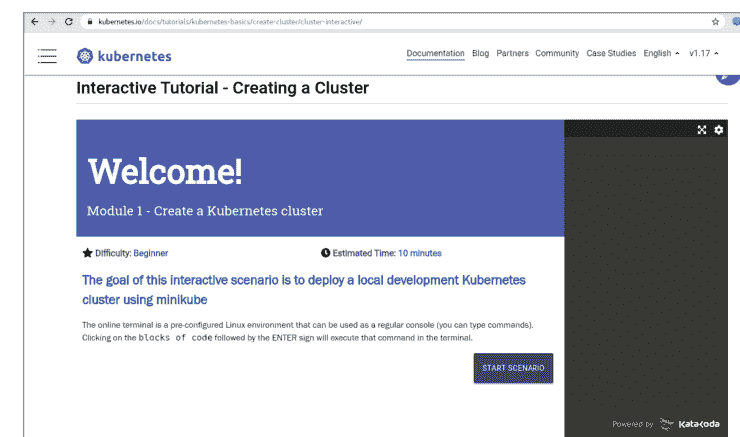 kubernetes.io/docs/tutorials/kubernetes-basics/create-cluster/cluster-interactive/
kubernetes
Documentation Blog Partners Community Case Studies English v1.17
Interactive Tutorial - Creating a Cluster
Welcome!
Module 1 - Create a Kubernetes cluster
Difficulty: Beginner
Estimated Time: 10 minutes
The goal of this interactive scenario is to deploy a local development Kubernetes
cluster using minikube
The online terminal is a pre-configured Linux environment that can be used as a regular console (you can type commands).
Clicking on the blocks of code followed by the ENTER sign will execute that command in the terminal.
START SCENARIO
Powered by Katacoda